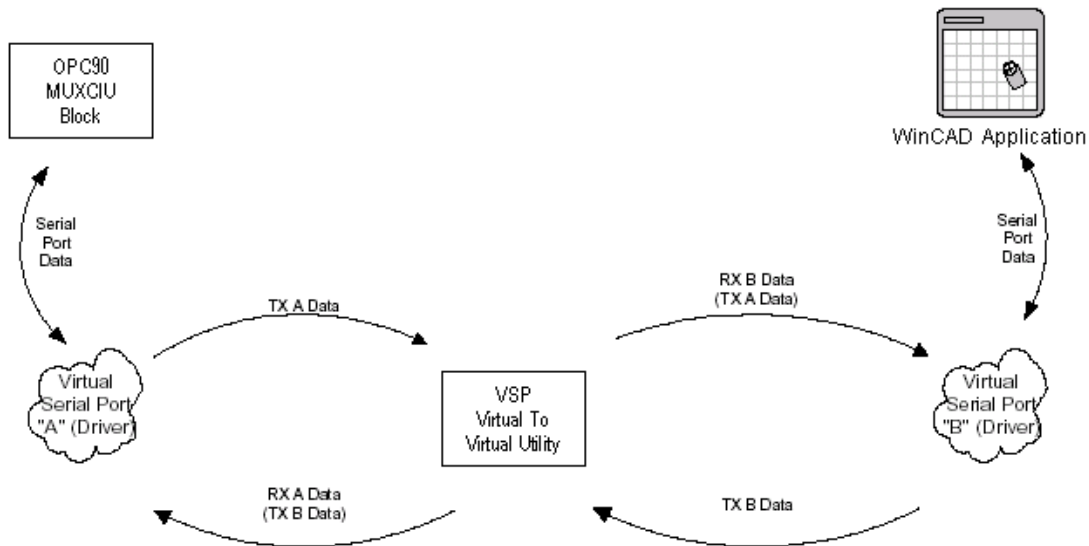 OPC90
MUXCIU
Block
WinCAD Application
Serial
Port
Data
Serial
Port
Data
TX A Data
RX B Data
(TX A Data)
Virtual
Serial Port
"A" (Driver)
VSP
Virtual To
Virtual Utility
Virtual
Serial Port
"B" (Driver)
RX A Data
(TX B Data)
TX B Data